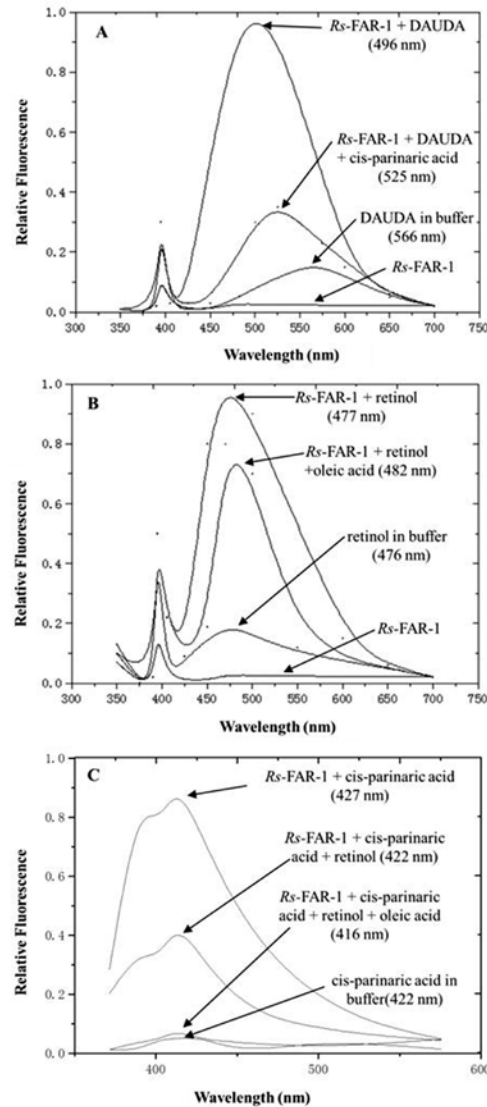 A
Rs-FAR-1 + DAUDA
(496 nm)
Rs-FAR-1 + DAUDA
+ cis-parinaric acid
(525 nm)
DAUDA in buffer
(566 nm)
Rs-FAR-1
Relative Fluorescence
1.0
0.8
0.6
0.4
0.2
0.0
300 350 400 450 500 550 600 650 700 750
Wavelength (nm)
B
Rs-FAR-1 + retinol
(477 nm)
Rs-FAR-1 + retinol
+oleic acid (482 nm)
retinol in buffer
(476 nm)
Rs-FAR-1
Relative Fluorescence
1.0
0.8
0.6
0.4
0.2
0.0
300 350 400 450 500 550 600 650 700 750
Wavelength (nm)
C
Rs-FAR-1 + cis-parinaric acid
(427 nm)
Rs-FAR-1 + cis-parinaric
acid + retinol (422 nm)
Rs-FAR-1 + cis-parinaric
acid + retinol + oleic acid
(416 nm)
cis-parinaric acid in
buffer(422 nm)
Relative Fluorescence
1.0
0.8
0.6
0.4
0.2
0.0
400 500 600
Wavelength (nm)